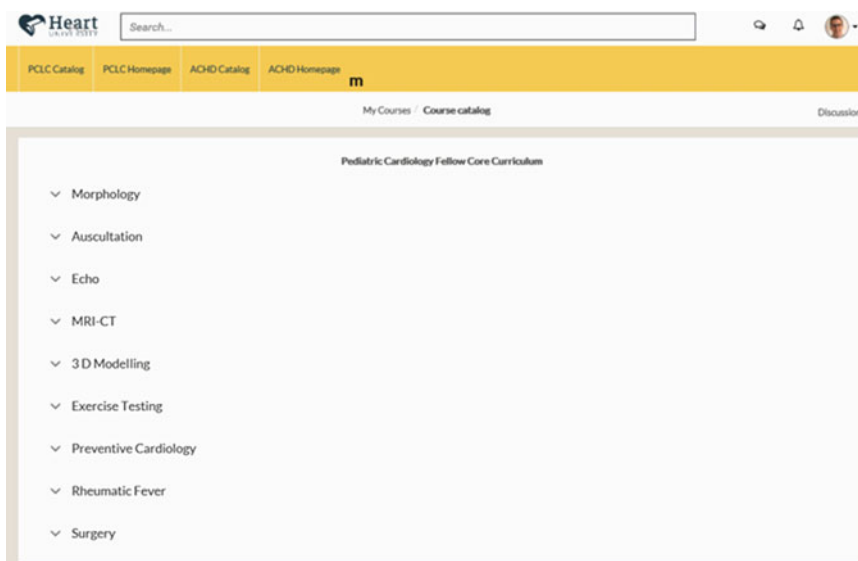 Heart
UNIVERSITY
Search...
PCLC Catalog PCLC Homepage ACHD Catalog ACHD Homepage
m
My Courses / Course catalog
Discussion
Pediatric Cardiology Fellow Core Curriculum
Morphology
Auscultation
Echo
MRI-CT
3 D Modelling
Exercise Testing
Preventive Cardiology
Rheumatic Fever
Surgery